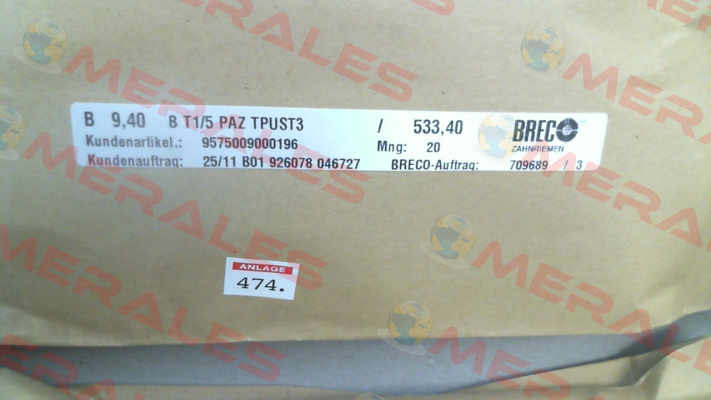 B 9,40 B T1/5 PAZ TPUST3 / 533,40 BRECO
ZAHNRIEMEN
Kundenartikel.: 9575009000196 Mng: 20
Kundenauftrag: 25/11 B01 926078 046727 BRECO-Auftrag: 709689 / 3
ANLAGE
474.
MERALES
MERALES
MERALES
MERALES
MERALES
MERALES